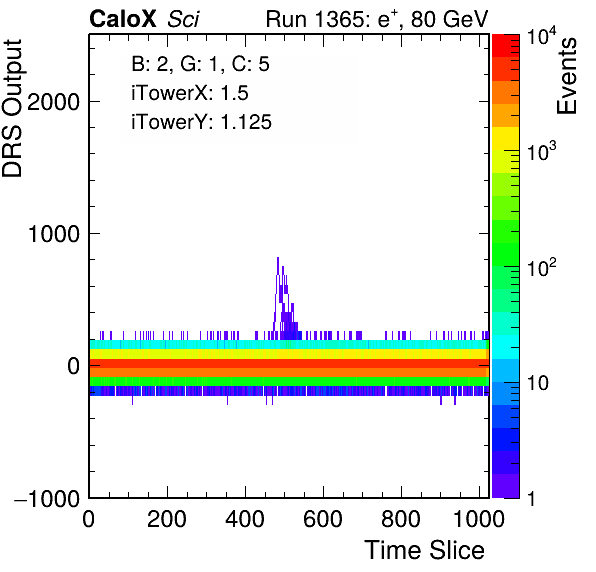 CaloX Sci Run 1365: e⁺, 80 GeV
B: 2, G: 1, C: 5
iTowerX: 1.5
iTowerY: 1.125
DRS Output
2000
1000
0
−1000
0 200 400 600 800 1000
Time Slice
Events
10⁴
10³
10²
10
1